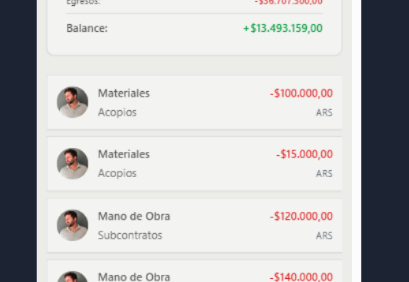 Egresos: -$56.707.500,00
Balance: +$13.493.159,00
Materiales -$100.000,00
Acopios ARS
Materiales -$15.000,00
Acopios ARS
Mano de Obra -$120.000,00
Subcontratos ARS
Mano de Obra -$140.000,00